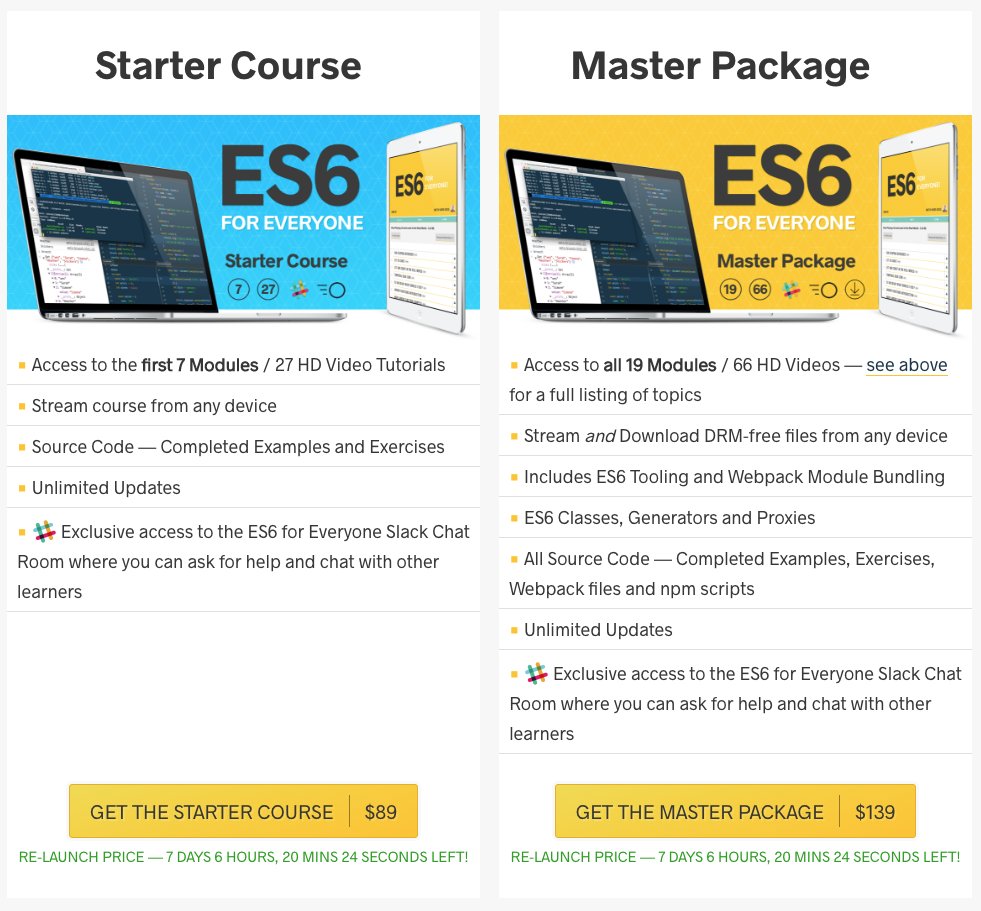 Starter Course
ES6
FOR EVERYONE
Starter Course
7 27
ES6
Access to the first 7 Modules / 27 HD Video Tutorials
Stream course from any device
Source Code — Completed Examples and Exercises
Unlimited Updates
Exclusive access to the ES6 for Everyone Slack Chat
Room where you can ask for help and chat with other
learners
GET THE STARTER COURSE $89
RE-LAUNCH PRICE — 7 DAYS 6 HOURS, 20 MINS 24 SECONDS LEFT!
Master Package
ES6
FOR EVERYONE
Master Package
19 66
ES6
Access to all 19 Modules / 66 HD Videos — see above
for a full listing of topics
Stream and Download DRM-free files from any device
Includes ES6 Tooling and Webpack Module Bundling
ES6 Classes, Generators and Proxies
All Source Code — Completed Examples, Exercises,
Webpack files and npm scripts
Unlimited Updates
Exclusive access to the ES6 for Everyone Slack Chat
Room where you can ask for help and chat with other
learners
GET THE MASTER PACKAGE $139
RE-LAUNCH PRICE — 7 DAYS 6 HOURS, 20 MINS 24 SECONDS LEFT!